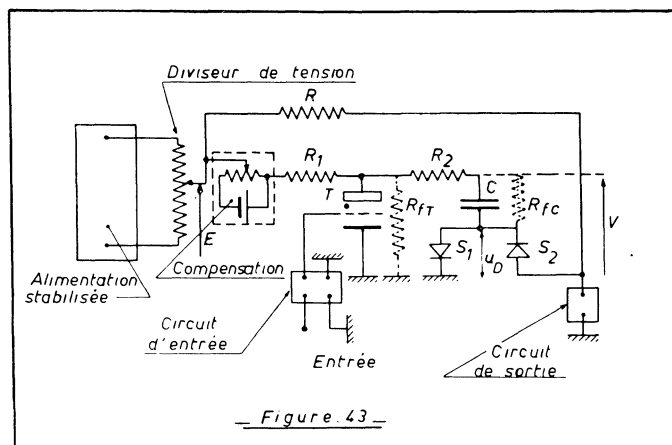 Diviseur de tension
R
R1
R2
T
C
RfT
RfC
V
E
S1
uD
S2
Compensation
Alimentation
stabilisée
Circuit
d'entrée
Entrée
Circuit
de sortie
_ Figure.43 _